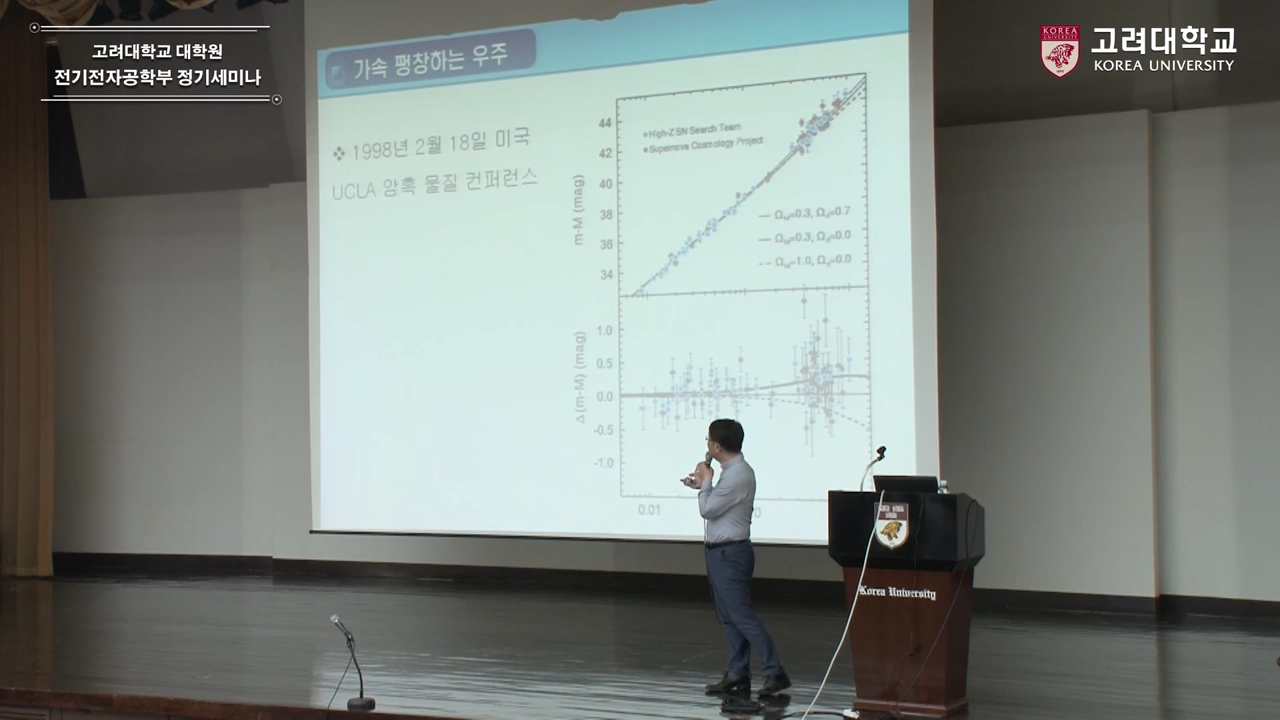 고려대학교 대학원
전기전자공학부 정기세미나
KOREA
UNIVERSITY
고려대학교
KOREA UNIVERSITY
가속 팽창하는 우주
1998년 2월 18일 미국
UCLA 암흑 물질 컨퍼런스
High-Z SN Search Team
Supernova Cosmology Project
m-M (mag)
44
42
40
38
36
34
Ω_M=0.3, Ω_Λ=0.7
Ω_M=0.3, Ω_Λ=0.0
Ω_M=1.0, Ω_Λ=0.0
Δ(m-M) (mag)
1.0
0.5
0.0
-0.5
-1.0
0.01
Korea University